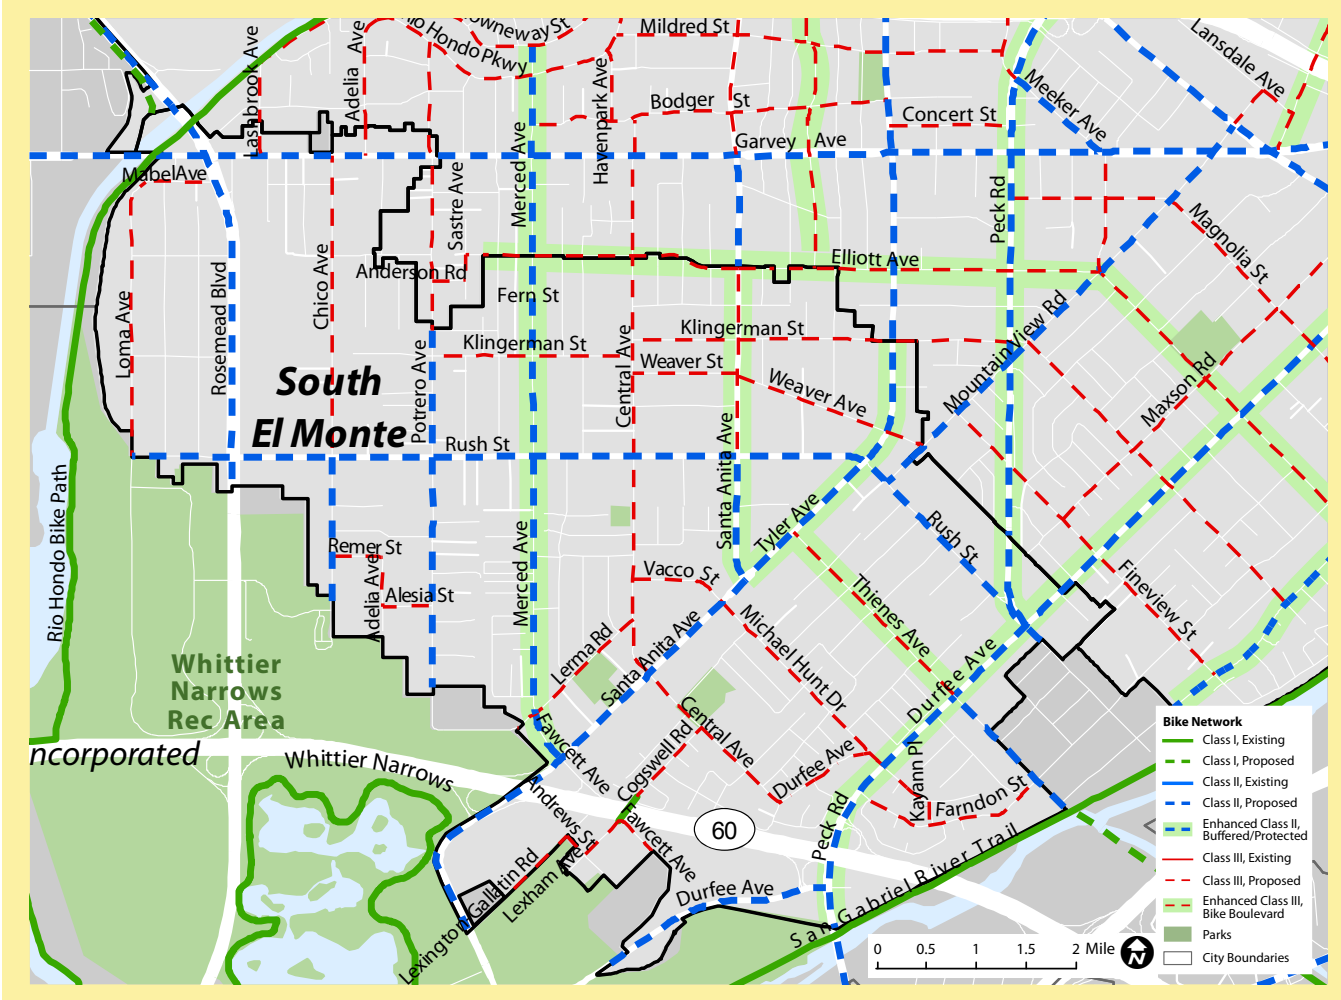 owneway St
Mildred St
Lansdale Ave
io Hondo Pkwy
Lashbrook Ave
Adelia Ave
Havenpark Ave
Meeker Ave
Bodger St
Concert St
Garvey Ave
Merced Ave
MabelAve
Sastre Ave
Peck Rd
Magnolia St
Elliott Ave
Anderson Rd
Rosemead Blvd
Chico Ave
Fern St
Loma Ave
Klingerman St
Klingerman St
Mountain View Rd
Potrero Ave
Central Ave
Weaver St
Weaver Ave
Maxson Rd
South
El Monte
Rush St
Santa Anita Ave
Rio Hondo Bike Path
Tyler Ave
Rush St
Remer St
Merced Ave
Adelia Ave
Alesia St
Vacco St
Thienes Ave
Fineview St
Michael Hunt Dr
Lerma Rd
Santa Anita Ave
Durfee Ave
Whittier
Narrows
Rec Area
ncorporated
Whittier Narrows
Fawcett Ave
Central Ave
Cogswell Rd
Durfee Ave
Kayann Pl
Farndon St
Andrews St
Fawcett Ave
60
Peck Rd
Gallatin Rd
Lexham Ave
Lexington
Durfee Ave
San Gabriel River Trail
0 0.5 1 1.5 2 Mile
N
Bike Network
Class I, Existing
Class I, Proposed
Class II, Existing
Class II, Proposed
Enhanced Class II,
Buffered/Protected
Class III, Existing
Class III, Proposed
Enhanced Class III,
Bike Boulevard
Parks
City Boundaries